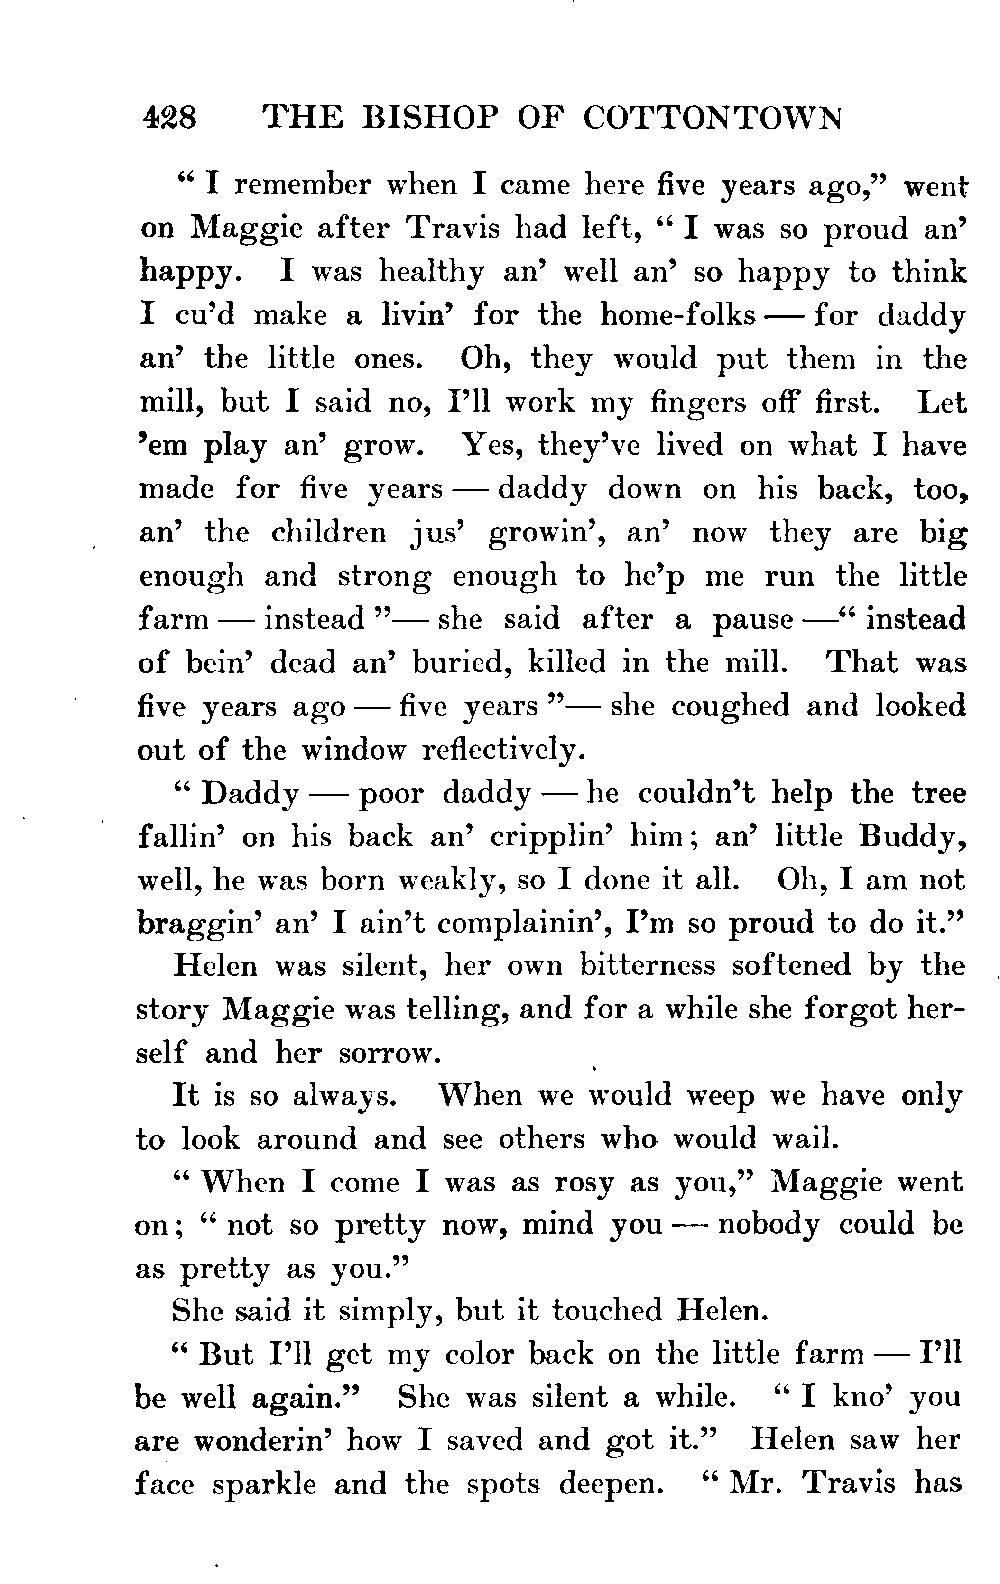 428 THE BISHOP OF COTTONTOWN
“ I remember when I came here five years ago,” went
on Maggie after Travis had left, “ I was so proud an’
happy. I was healthy an’ well an’ so happy to think
I cu’d make a livin’ for the home-folks — for daddy
an’ the little ones. Oh, they would put them in the
mill, but I said no, I’ll work my fingers off first. Let
’em play an’ grow. Yes, they’ve lived on what I have
made for five years — daddy down on his back, too,
an’ the children jus’ growin’, an’ now they are big
enough and strong enough to he’p me run the little
farm — instead ”— she said after a pause —“ instead
of bein’ dead an’ buried, killed in the mill. That was
five years ago — five years ”— she coughed and looked
out of the window reflectively.
“ Daddy — poor daddy — he couldn’t help the tree
fallin’ on his back an’ cripplin’ him; an’ little Buddy,
well, he was born weakly, so I done it all. Oh, I am not
braggin’ an’ I ain’t complainin’, I’m so proud to do it.”
Helen was silent, her own bitterness softened by the
story Maggie was telling, and for a while she forgot her-
self and her sorrow.
It is so always. When we would weep we have only
to look around and see others who would wail.
“ When I come I was as rosy as you,” Maggie went
on; “ not so pretty now, mind you — nobody could be
as pretty as you.”
She said it simply, but it touched Helen.
“ But I’ll get my color back on the little farm — I’ll
be well again.” She was silent a while. “ I kno’ you
are wonderin’ how I saved and got it.” Helen saw her
face sparkle and the spots deepen. “ Mr. Travis has